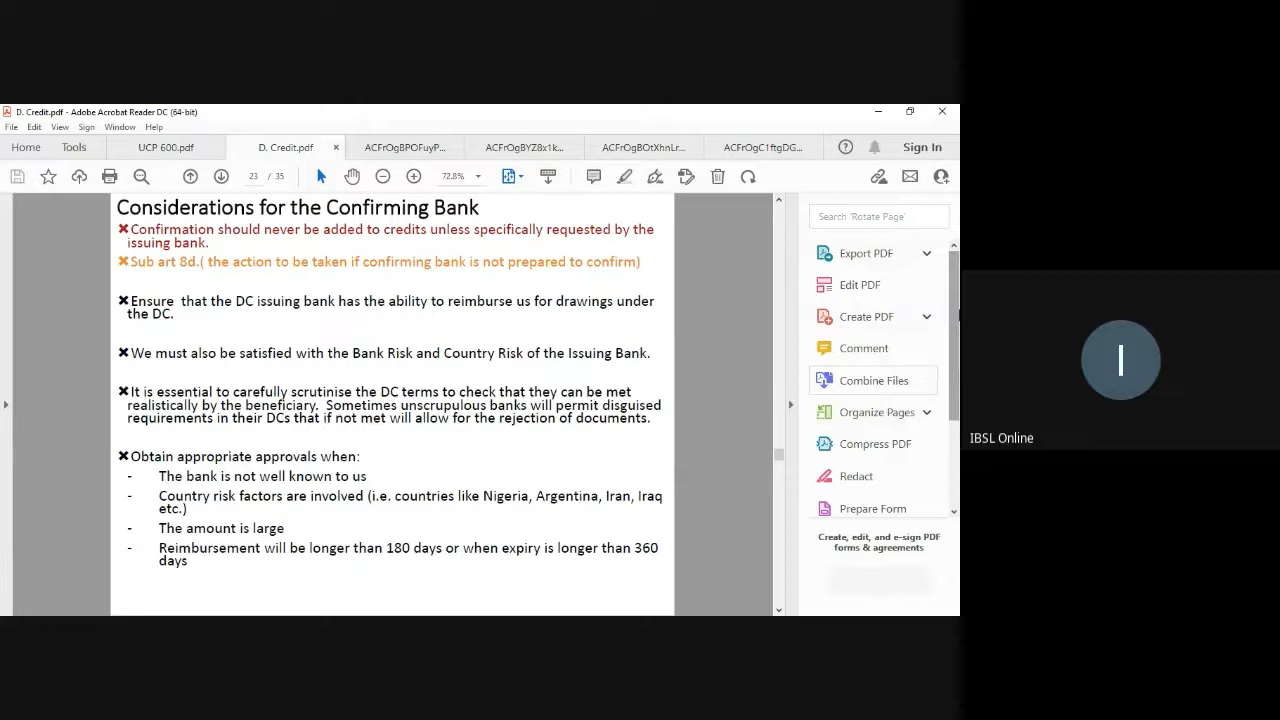 D. Credit.pdf - Adobe Acrobat Reader DC (64-bit)
File Edit View Sign Window Help
Home Tools UCP 600.pdf D. Credit.pdf × ACFrOgBPOFuyP... ACFrOgBYZ8x1k... ACFrOgBOtXhnLr... ACFrOgC1ftgDG... Sign In
23 / 35 72.8%
Considerations for the Confirming Bank
Confirmation should never be added to credits unless specifically requested by the
issuing bank.
Sub art 8d.( the action to be taken if confirming bank is not prepared to confirm)
Ensure that the DC issuing bank has the ability to reimburse us for drawings under
the DC.
We must also be satisfied with the Bank Risk and Country Risk of the Issuing Bank.
It is essential to carefully scrutinise the DC terms to check that they can be met
realistically by the beneficiary. Sometimes unscrupulous banks will permit disguised
requirements in their DCs that if not met will allow for the rejection of documents.
Obtain appropriate approvals when:
- The bank is not well known to us
- Country risk factors are involved (i.e. countries like Nigeria, Argentina, Iran, Iraq
etc.)
- The amount is large
- Reimbursement will be longer than 180 days or when expiry is longer than 360
days
Search 'Rotate Page'
Export PDF
Edit PDF
Create PDF
Comment
Combine Files
Organize Pages
Compress PDF
Redact
Prepare Form
Create, edit, and e-sign PDF
forms & agreements
I
IBSL Online